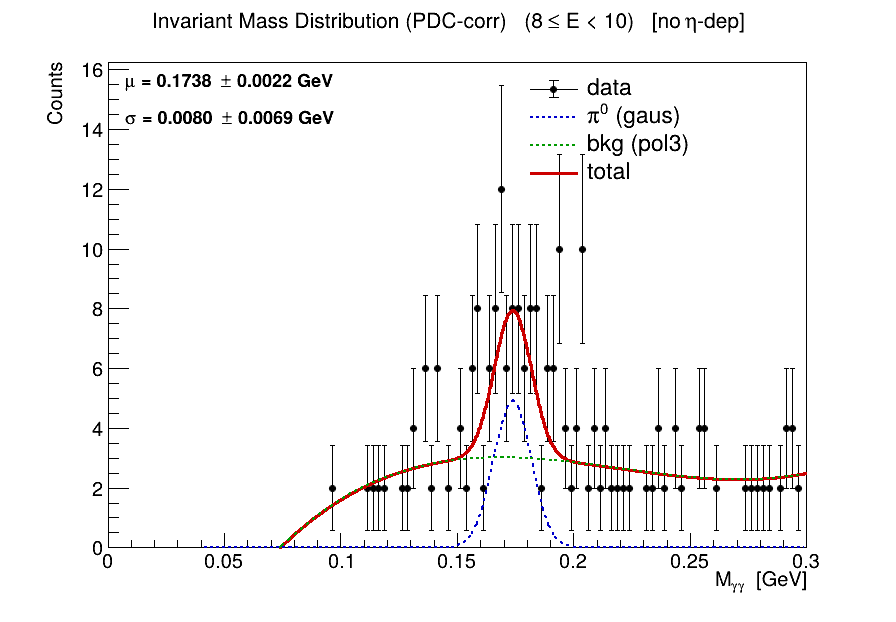 Invariant Mass Distribution (PDC-corr) (8 ≤ E < 10) [no η-dep]
Counts
16
14
12
10
8
6
4
2
0
μ = 0.1738 ± 0.0022 GeV
σ = 0.0080 ± 0.0069 GeV
data
π⁰ (gaus)
bkg (pol3)
total
0 0.05 0.1 0.15 0.2 0.25 0.3
M_γγ [GeV]